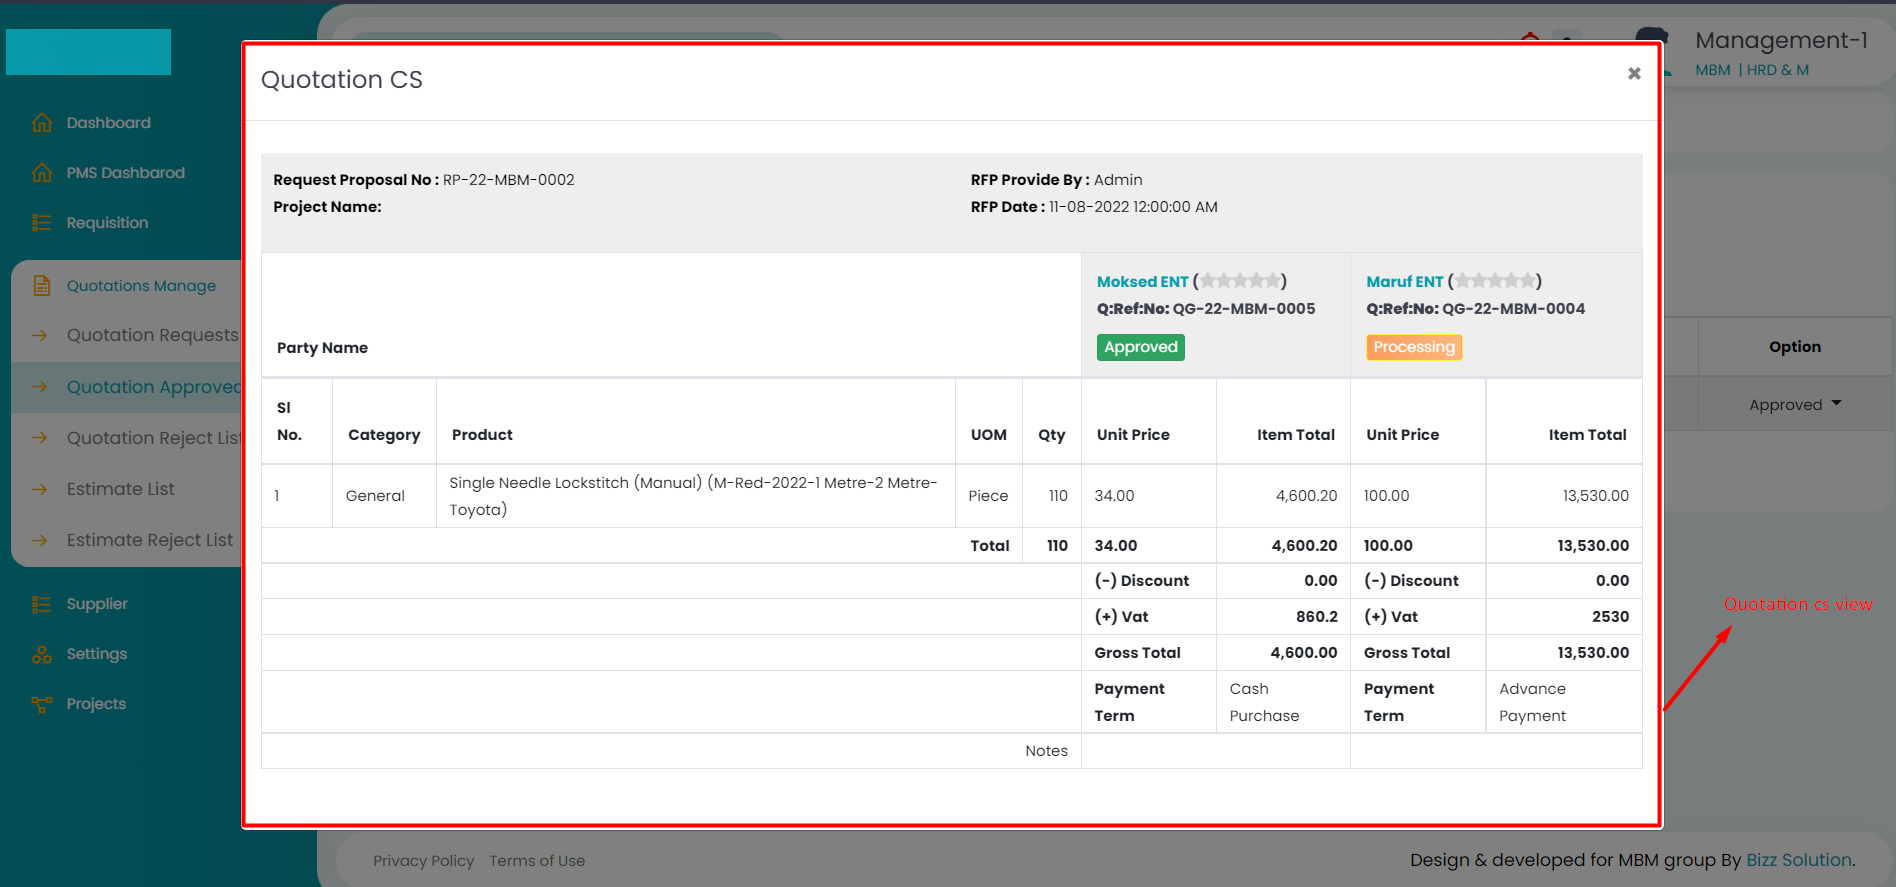 Management-1
MBM | HRD & M
Dashboard
PMS Dashbarod
Requisition
Quotations Manage
Quotation Requests
Quotation Approved
Quotation Reject List
Estimate List
Estimate Reject List
Supplier
Settings
Projects
Quotation CS
✖
Request Proposal No : RP-22-MBM-0002
Project Name:
RFP Provide By : Admin
RFP Date : 11-08-2022 12:00:00 AM
Party Name
Moksed ENT (★★★★★)
Q:Ref:No: QG-22-MBM-0005
Approved
Maruf ENT (★★★★★)
Q:Ref:No: QG-22-MBM-0004
Processing
Sl No. Category Product UOM Qty Unit Price Item Total Unit Price Item Total
1 General Single Needle Lockstitch (Manual) (M-Red-2022-1 Metre-2 Metre-
Toyota) Piece 110 34.00 4,600.20 100.00 13,530.00
Total 110 34.00 4,600.20 100.00 13,530.00
(-) Discount 0.00 (-) Discount 0.00
(+) Vat 860.2 (+) Vat 2530
Gross Total 4,600.00 Gross Total 13,530.00
Payment Term Cash Purchase Payment Term Advance Payment
Notes
Option
Approved
Quotation cs view
Privacy Policy Terms of Use
Design & developed for MBM group By Bizz Solution.